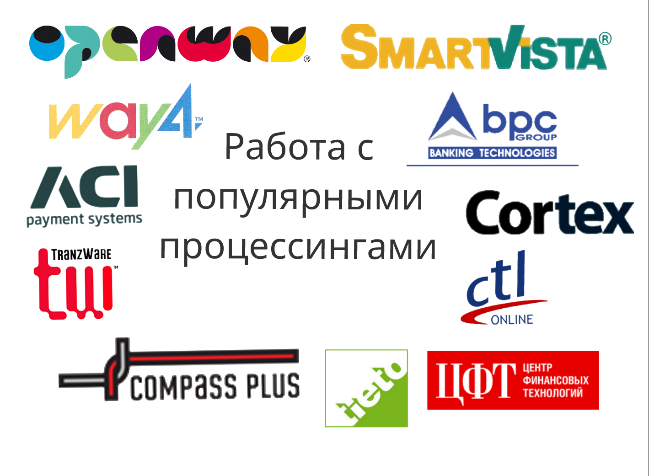 openway®
SMARTVISTA®
way4™
bpc
GROUP
BANKING TECHNOLOGIES
Работа с
популярными
процессингами
ACI
payment systems
Cortex
TRANZWARE
tw™
ctl
ONLINE
COMPASS PLUS
tieto
ЦФТ
ЦЕНТР
ФИНАНСОВЫХ
ТЕХНОЛОГИЙ